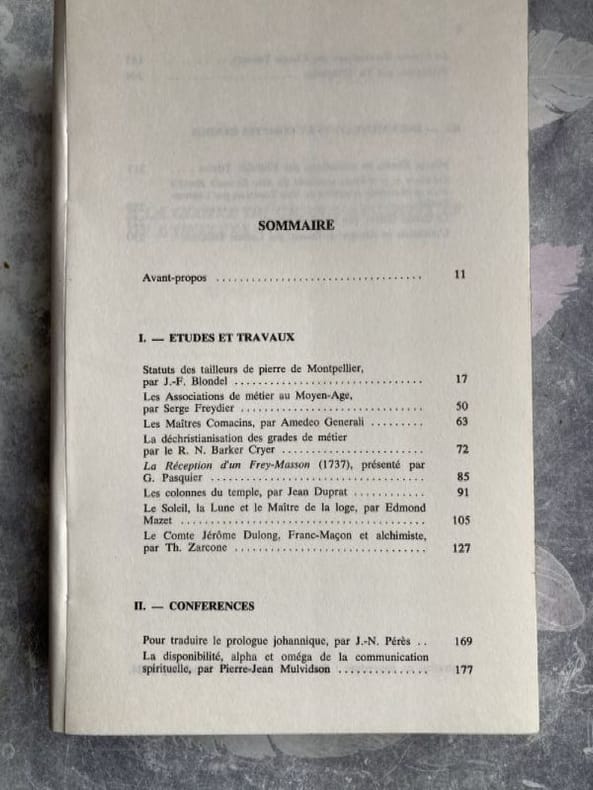 SOMMAIRE
Avant-propos .................................. 11
I. — ETUDES ET TRAVAUX
Statuts des tailleurs de pierre de Montpellier,
par J.-F. Blondel ............................... 17
Les Associations de métier au Moyen-Age,
par Serge Freydier .............................. 50
Les Maîtres Comacins, par Amedeo Generali ......... 63
La déchristianisation des grades de métier
par le R. N. Barker Cryer ........................ 72
La Réception d'un Frey-Masson (1737), présenté par
G. Pasquier .................................... 85
Les colonnes du temple, par Jean Duprat ............ 91
Le Soleil, la Lune et le Maître de la loge, par Edmond
Mazet ......................................... 105
Le Comte Jérôme Dulong, Franc-Maçon et alchimiste,
par Th. Zarcone ................................ 127
II. — CONFERENCES
Pour traduire le prologue johannique, par J.-N. Pérès .. 169
La disponibilité, alpha et oméga de la communication
spirituelle, par Pierre-Jean Mulvidson ............... 177